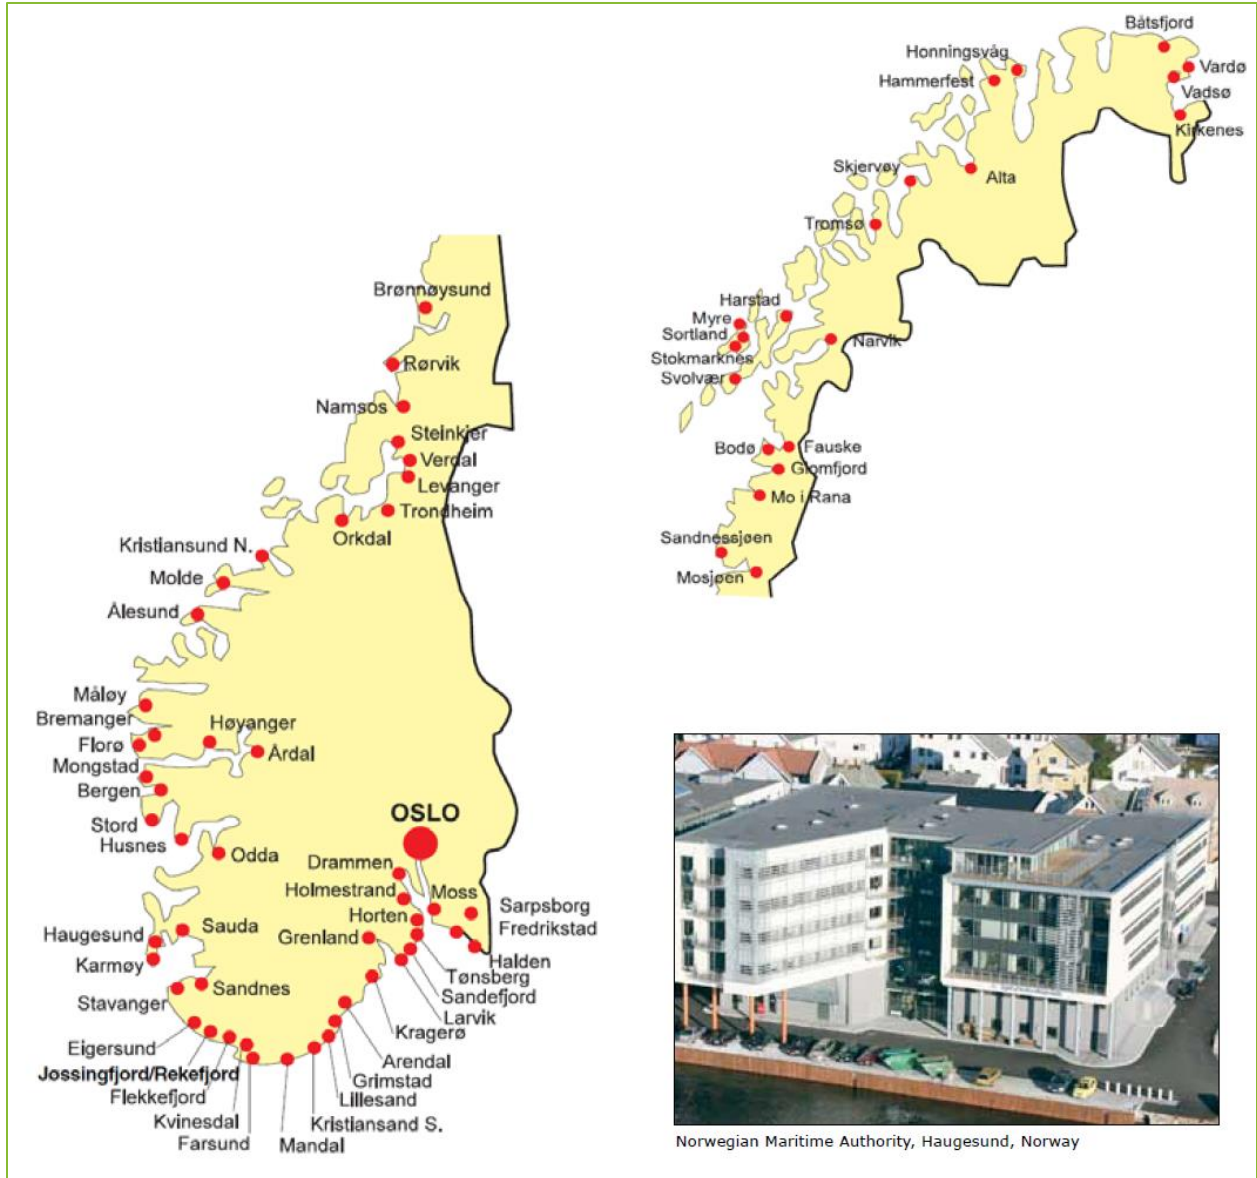 Båtsfjord
Honningsvåg
Vardø
Hammerfest
Vadsø
Kirkenes
Skjervøy
Alta
Tromsø
Harstad
Myre
Sortland
Narvik
Stokmarknes
Svolvær
Bodø
Fauske
Glomfjord
Mo i Rana
Sandnessjøen
Mosjøen
Brønnøysund
Rørvik
Namsos
Steinkjer
Verdal
Levanger
Trondheim
Orkdal
Kristiansund N.
Molde
Ålesund
Måløy
Bremanger
Høyanger
Florø
Årdal
Mongstad
Bergen
Stord
Husnes
Odda
OSLO
Drammen
Holmestrand
Moss
Sarpsborg
Horten
Fredrikstad
Sauda
Grenland
Haugesund
Halden
Karmøy
Tønsberg
Sandnes
Sandefjord
Stavanger
Larvik
Kragerø
Eigersund
Arendal
Jøssingfjord/Rekefjord
Grimstad
Flekkefjord
Lillesand
Kvinesdal
Kristiansand S.
Farsund
Mandal
Norwegian Maritime Authority, Haugesund, Norway